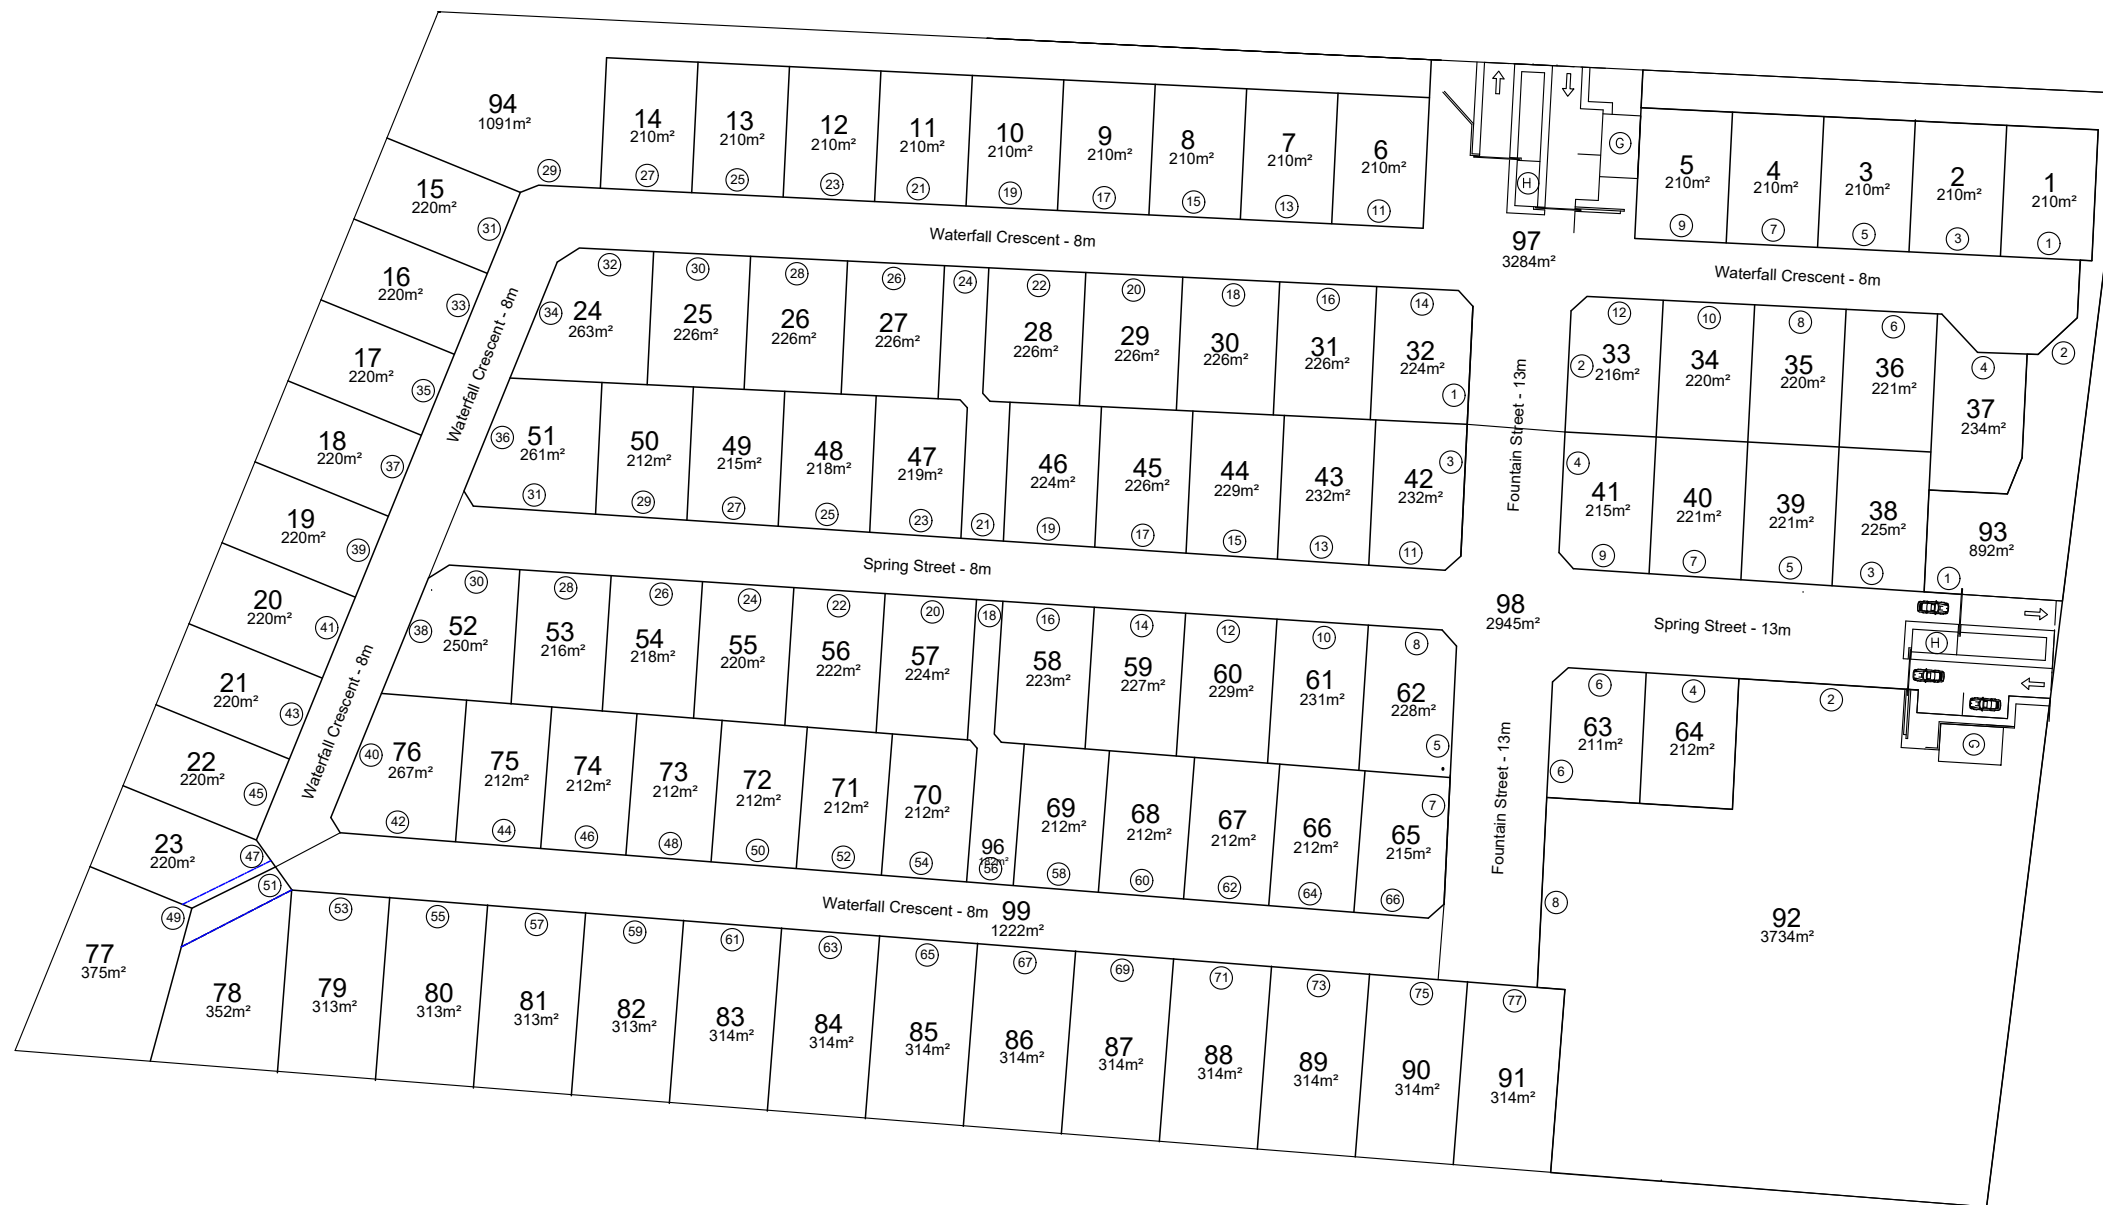 94
1091m²
29
14
210m²
27
13
210m²
25
12
210m²
23
11
210m²
21
10
210m²
19
9
210m²
17
8
210m²
15
7
210m²
13
6
210m²
11
H
G
5
210m²
9
4
210m²
7
3
210m²
5
2
210m²
3
1
210m²
1
Waterfall Crescent - 8m
97
3284m²
Waterfall Crescent - 8m
15
220m²
31
16
220m²
33
17
220m²
35
18
220m²
37
19
220m²
39
20
220m²
41
21
220m²
43
22
220m²
45
23
220m²
47
Waterfall Crescent - 8m
Waterfall Crescent - 8m
32
34
24
263m²
30
25
226m²
28
26
226m²
26
27
226m²
24
22
28
226m²
20
29
226m²
18
30
226m²
16
31
226m²
14
32
224m²
1
Fountain Street - 13m
12
2
33
216m²
10
34
220m²
8
35
220m²
6
36
221m²
4
37
234m²
2
36
51
261m²
31
50
212m²
29
49
215m²
27
48
218m²
25
47
219m²
23
21
46
224m²
19
45
226m²
17
44
229m²
15
43
232m²
13
3
42
232m²
11
4
41
215m²
9
40
221m²
7
39
221m²
5
38
225m²
3
93
892m²
1
Spring Street - 8m
98
2945m²
Spring Street - 13m
H
G
30
38
52
250m²
28
53
216m²
26
54
218m²
24
55
220m²
22
56
222m²
20
57
224m²
18
16
58
223m²
14
59
227m²
12
60
229m²
10
61
231m²
8
62
228m²
5
6
63
211m²
6
4
64
212m²
2
40
76
267m²
42
75
212m²
44
74
212m²
46
73
212m²
48
72
212m²
50
71
212m²
52
70
212m²
54
96
56
69
212m²
58
68
212m²
60
67
212m²
62
66
212m²
64
7
65
215m²
66
Fountain Street - 13m
8
92
3734m²
Waterfall Crescent - 8m
99
1222m²
49
51
77
375m²
78
352m²
53
79
313m²
55
80
313m²
57
81
313m²
59
82
313m²
61
83
314m²
63
84
314m²
65
85
314m²
67
86
314m²
69
87
314m²
71
88
314m²
73
89
314m²
75
90
314m²
77
91
314m²